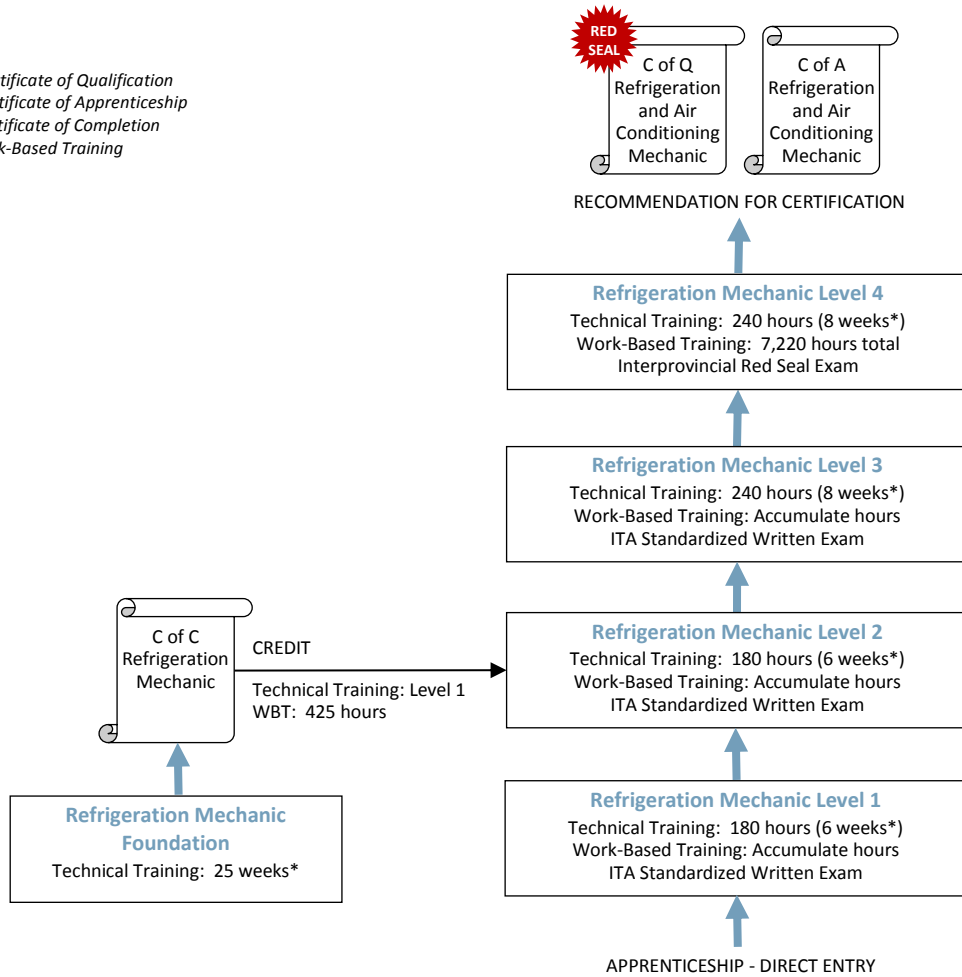 tificate of Qualification
tificate of Apprenticeship
tificate of Completion
k-Based Training
RED
SEAL
C of Q
Refrigeration
and Air
Conditioning
Mechanic
C of A
Refrigeration
and Air
Conditioning
Mechanic
RECOMMENDATION FOR CERTIFICATION
Refrigeration Mechanic Level 4
Technical Training: 240 hours (8 weeks*)
Work-Based Training: 7,220 hours total
Interprovincial Red Seal Exam
Refrigeration Mechanic Level 3
Technical Training: 240 hours (8 weeks*)
Work-Based Training: Accumulate hours
ITA Standardized Written Exam
C of C
Refrigeration
Mechanic
CREDIT
Technical Training: Level 1
WBT: 425 hours
Refrigeration Mechanic Level 2
Technical Training: 180 hours (6 weeks*)
Work-Based Training: Accumulate hours
ITA Standardized Written Exam
Refrigeration Mechanic
Foundation
Technical Training: 25 weeks*
Refrigeration Mechanic Level 1
Technical Training: 180 hours (6 weeks*)
Work-Based Training: Accumulate hours
ITA Standardized Written Exam
APPRENTICESHIP - DIRECT ENTRY